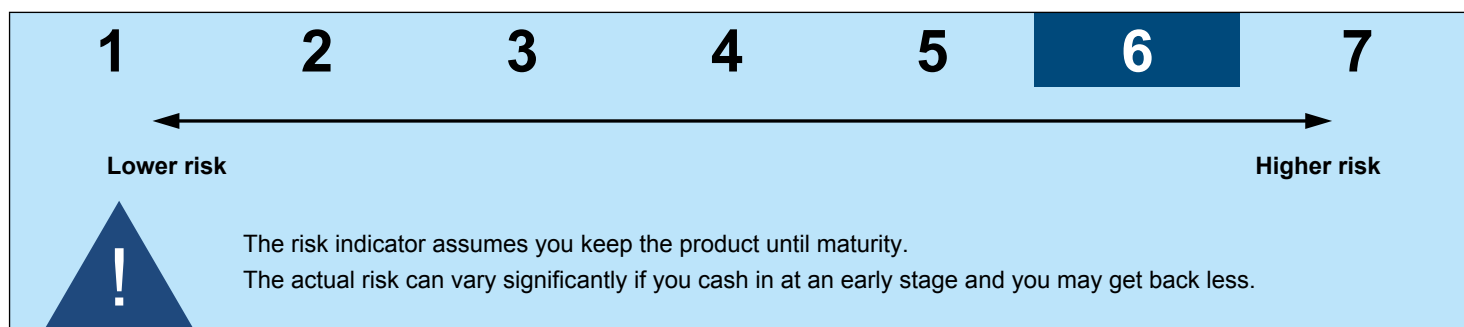 1 2 3 4 5 6 7
Lower risk Higher risk
!
The risk indicator assumes you keep the product until maturity.
The actual risk can vary significantly if you cash in at an early stage and you may get back less.